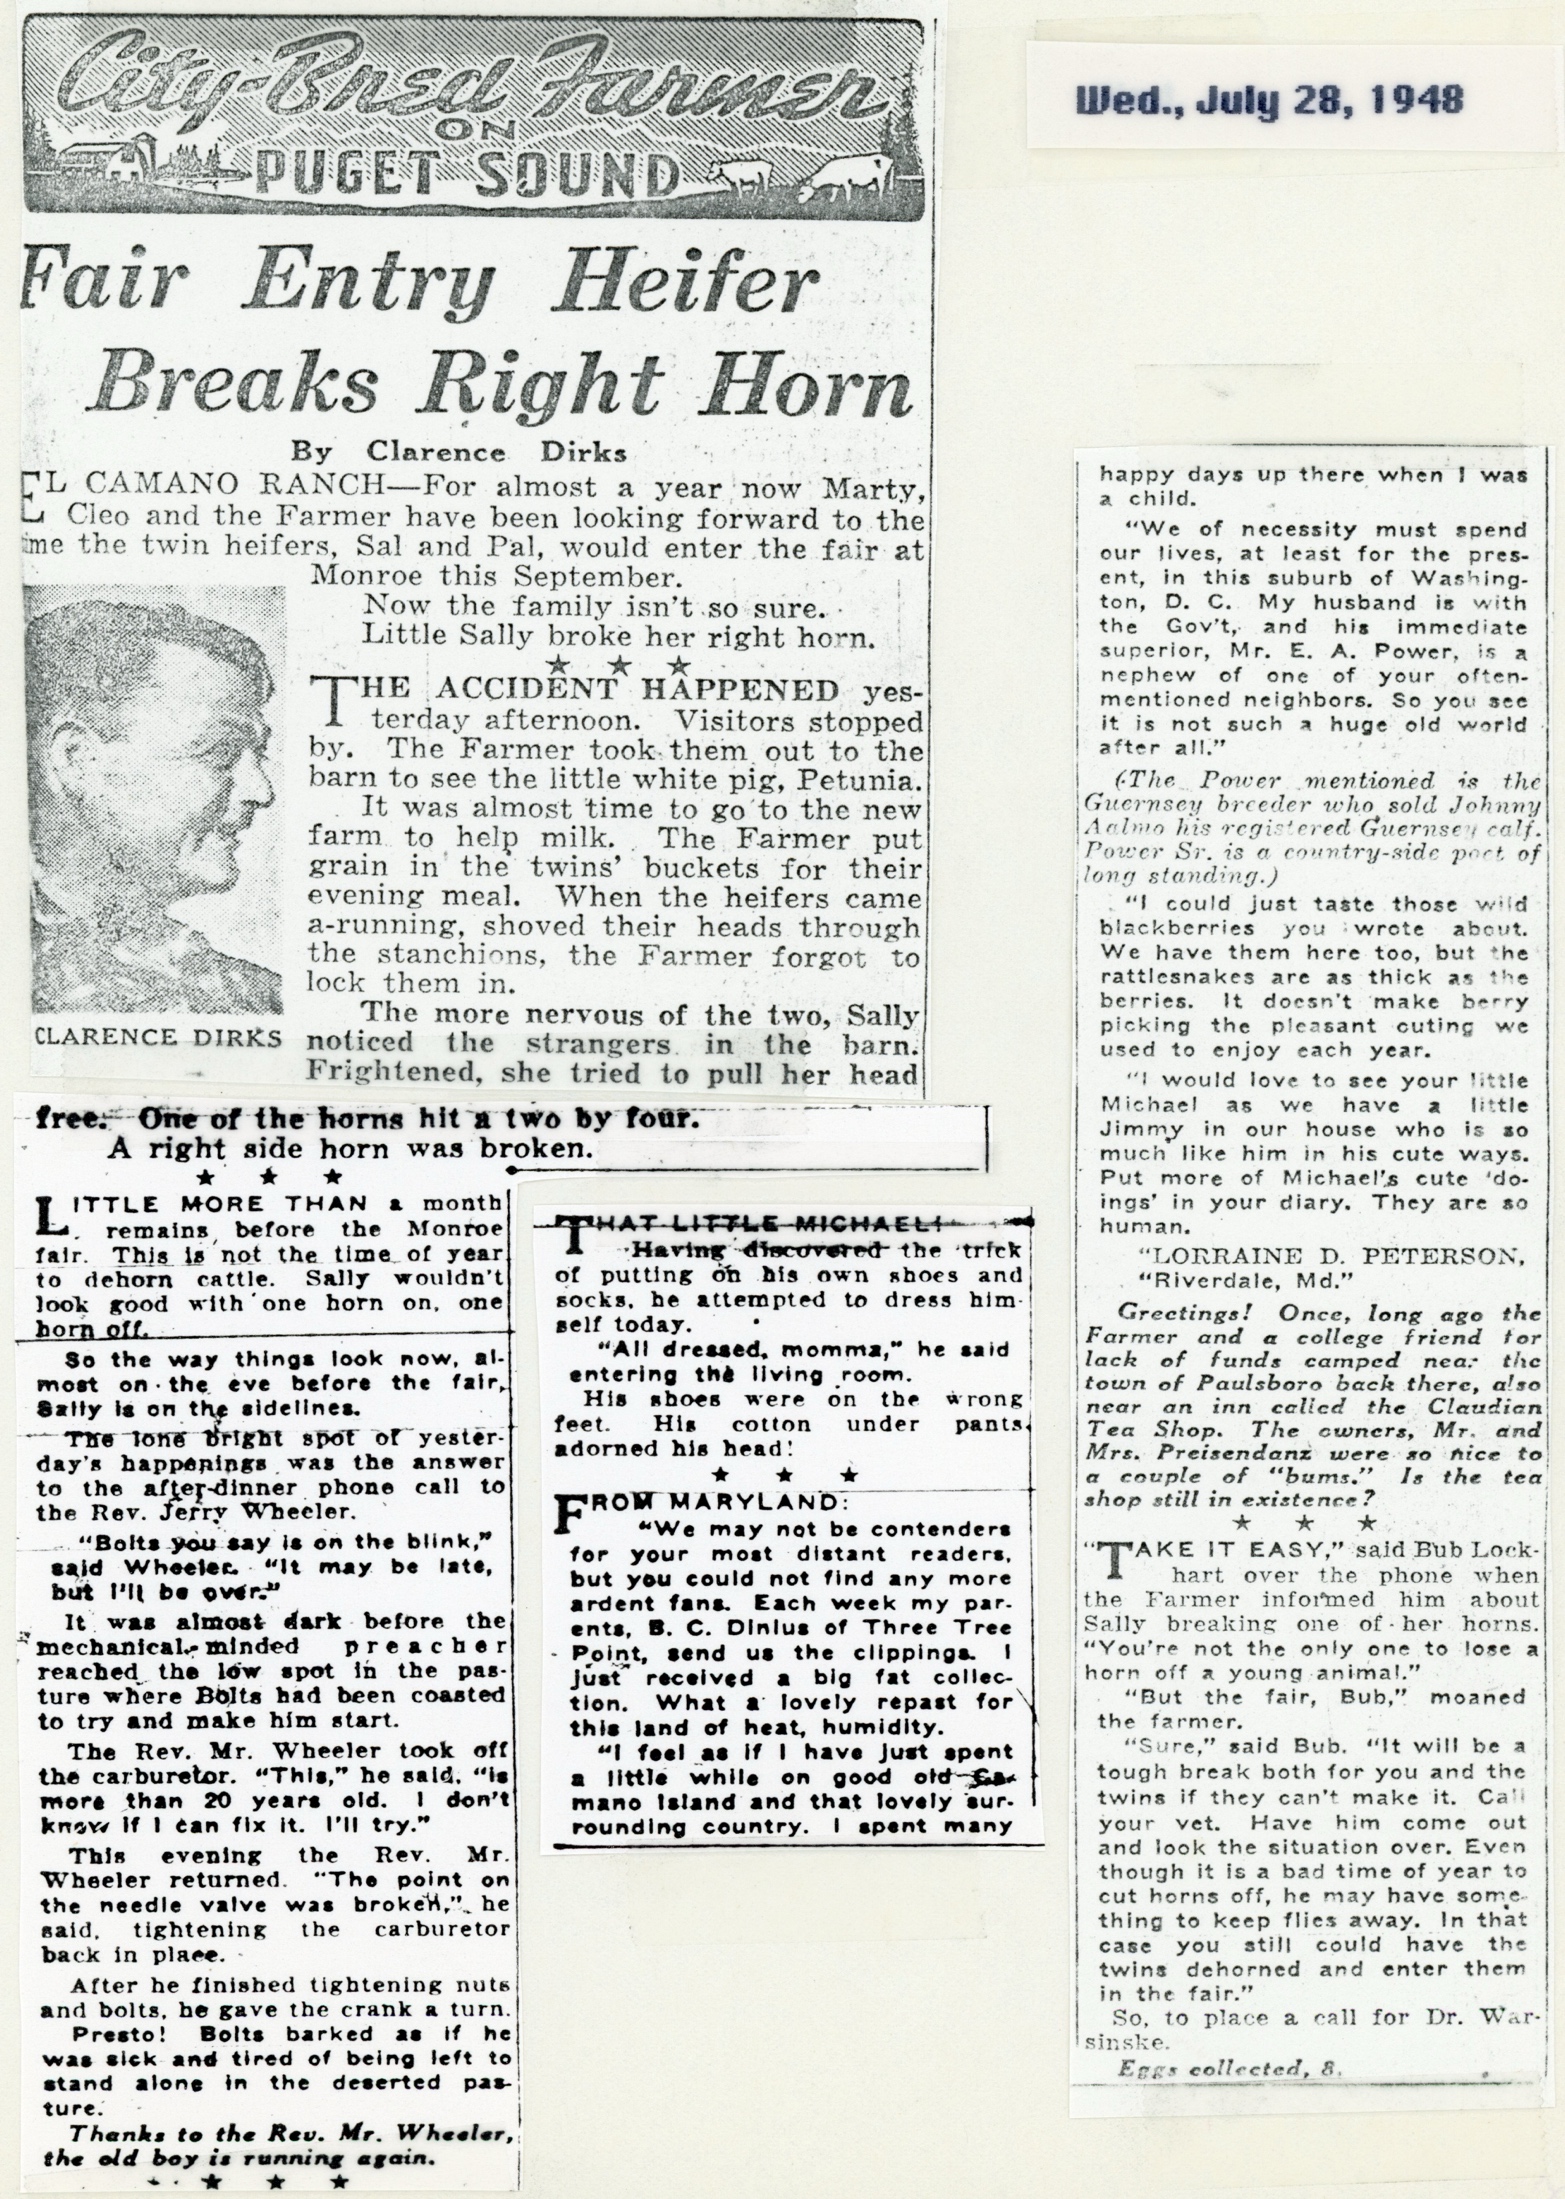 City-Bred Farmer
ON
PUGET SOUND
Wed., July 28, 1948
Fair Entry Heifer
Breaks Right Horn
By Clarence Dirks
EL CAMANO RANCH—For almost a year now Marty,
Cleo and the Farmer have been looking forward to the
me the twin heifers, Sal and Pal, would enter the fair at
Monroe this September.
Now the family isn't so sure.
Little Sally broke her right horn.
★ ★ ★
THE ACCIDENT HAPPENED yes-
terday afternoon. Visitors stopped
by. The Farmer took them out to the
barn to see the little white pig, Petunia.
It was almost time to go to the new
farm to help milk. The Farmer put
grain in the twins' buckets for their
evening meal. When the heifers came
a-running, shoved their heads through
the stanchions, the Farmer forgot to
lock them in.
The more nervous of the two, Sally
noticed the strangers in the barn.
Frightened, she tried to pull her head
CLARENCE DIRKS
free. One of the horns hit a two by four.
A right side horn was broken.
★ ★ ★
LITTLE MORE THAN a month
remains before the Monroe
fair. This is not the time of year
to dehorn cattle. Sally wouldn't
look good with one horn on, one
horn off.
So the way things look now, al-
most on the eve before the fair,
Sally is on the sidelines.
The lone bright spot of yester-
day's happenings was the answer
to the after-dinner phone call to
the Rev. Jerry Wheeler.
"Bolts you say is on the blink,"
said Wheeler. "It may be late,
but I'll be over."
It was almost dark before the
mechanical-minded preacher
reached the low spot in the pas-
ture where Bolts had been coasted
to try and make him start.
The Rev. Mr. Wheeler took off
the carburetor. "This," he said, "is
more than 20 years old. I don't
know if I can fix it. I'll try."
This evening the Rev. Mr.
Wheeler returned. "The point on
the needle valve was broken," he
said, tightening the carburetor
back in place.
After he finished tightening nuts
and bolts, he gave the crank a turn.
Presto! Bolts barked as if he
was sick and tired of being left to
stand alone in the deserted pas-
ture.
Thanks to the Rev. Mr. Wheeler,
the old boy is running again.
★ ★ ★
THAT LITTLE MICHAEL!
Having discovered the trick
of putting on his own shoes and
socks, he attempted to dress him-
self today.
"All dressed, momma," he said
entering the living room.
His shoes were on the wrong
feet. His cotton under pants
adorned his head!
★ ★ ★
FROM MARYLAND:
"We may not be contenders
for your most distant readers,
but you could not find any more
ardent fans. Each week my par-
ents, B. C. Dinius of Three Tree
Point, send us the clippings. I
just received a big fat collec-
tion. What a lovely repast for
this land of heat, humidity.
"I feel as if I have just spent
a little while on good old Ca-
mano Island and that lovely sur-
rounding country. I spent many
happy days up there when I was
a child.
"We of necessity must spend
our lives, at least for the pres-
ent, in this suburb of Washing-
ton, D. C. My husband is with
the Gov't, and his immediate
superior, Mr. E. A. Power, is a
nephew of one of your often-
mentioned neighbors. So you see
it is not such a huge old world
after all."
(The Power mentioned is the
Guernsey breeder who sold Johnny
Aalmo his registered Guernsey calf.
Power Sr. is a country-side poet of
long standing.)
"I could just taste those wild
blackberries you wrote about.
We have them here too, but the
rattlesnakes are as thick as the
berries. It doesn't make berry
picking the pleasant outing we
used to enjoy each year.
"I would love to see your little
Michael as we have a little
Jimmy in our house who is so
much like him in his cute ways.
Put more of Michael's cute 'do-
ings' in your diary. They are so
human.
"LORRAINE D. PETERSON,
"Riverdale, Md."
Greetings! Once, long ago the
Farmer and a college friend for
lack of funds camped near the
town of Paulsboro back there, also
near an inn called the Claudian
Tea Shop. The owners, Mr. and
Mrs. Preisendanz were so nice to
a couple of "bums." Is the tea
shop still in existence?
★ ★ ★
"TAKE IT EASY," said Bub Lock-
hart over the phone when
the Farmer informed him about
Sally breaking one of her horns.
"You're not the only one to lose a
horn off a young animal."
"But the fair, Bub," moaned
the farmer.
"Sure," said Bub. "It will be a
tough break both for you and the
twins if they can't make it. Call
your vet. Have him come out
and look the situation over. Even
though it is a bad time of year to
cut horns off, he may have some-
thing to keep flies away. In that
case you still could have the
twins dehorned and enter them
in the fair."
So, to place a call for Dr. War-
sinske.
Eggs collected, 8.